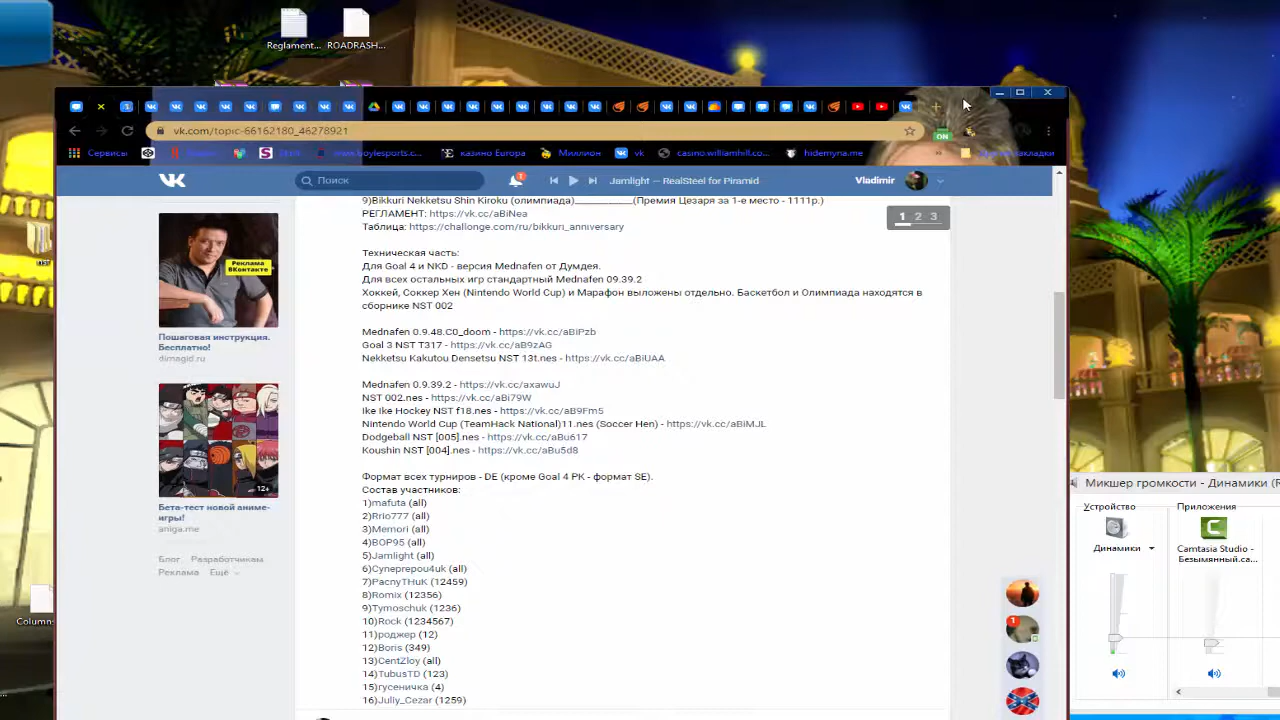 Reglament...
ROADRASH...
vk.com/topic-66162180_46278921
ON
Сервисы
www.boylesports.c...
казино Europa
Миллион
vk
casino.williamhill.co...
hidemyna.me
»
Поиск
1
Jamlight — RealSteel for Piramid
Vladimir
9)Bikkuri Nekketsu Shin Kiroku (олимпиада)___________(Премия Цезаря за 1-е место - 1111р.)
РЕГЛАМЕНТ: https://vk.cc/aBiNea
Таблица: https://challonge.com/ru/bikkuri_anniversary
1 2 3
Техническая часть:
Для Goal 4 и NKD - версия Mednafen от Думдея.
Для всех остальных игр стандартный Mednafen 09.39.2
Хоккей, Соккер Хен (Nintendo World Cup) и Марафон выложены отдельно. Баскетбол и Олимпиада находятся в
сборнике NST 002
Mednafen 0.9.48.C0_doom - https://vk.cc/aBiPzb
Goal 3 NST T317 - https://vk.cc/aB9zAG
Nekketsu Kakutou Densetsu NST 13t.nes - https://vk.cc/aBiUAA
Mednafen 0.9.39.2 - https://vk.cc/axawuJ
NST 002.nes - https://vk.cc/aBi79W
Ike Ike Hockey NST f18.nes - https://vk.cc/aB9Fm5
Nintendo World Cup (TeamHack National)11.nes (Soccer Hen) - https://vk.cc/aBiMJL
Dodgeball NST [005].nes - https://vk.cc/aBu617
Koushin NST [004].nes - https://vk.cc/aBu5d8
Формат всех турниров - DE (кроме Goal 4 PK - формат SE).
Состав участников:
1)mafuta (all)
2)Rrio777 (all)
3)Memori (all)
4)BOP95 (all)
5)Jamlight (all)
6)Cyneprepou4uk (all)
7)PacnyTHuK (12459)
8)Romix (12356)
9)Tymoschuk (1236)
10)Rock (1234567)
11)роджер (12)
12)Boris (349)
13)CentZloy (all)
14)TubusTD (123)
15)гусеничка (4)
16)Juliy_Cezar (1259)
Реклама
ВКонтакте
Пошаговая инструкция.
Бесплатно!
dimagid.ru
12+
Бета-тест новой аниме-
игры!
aniga.me
Блог Разработчикам
Реклама Ещё
Column
1
Микшер громкости - Динамики (R
Устройство
Приложения
Динамики
Camtasia Studio -
Безымянный.ca...